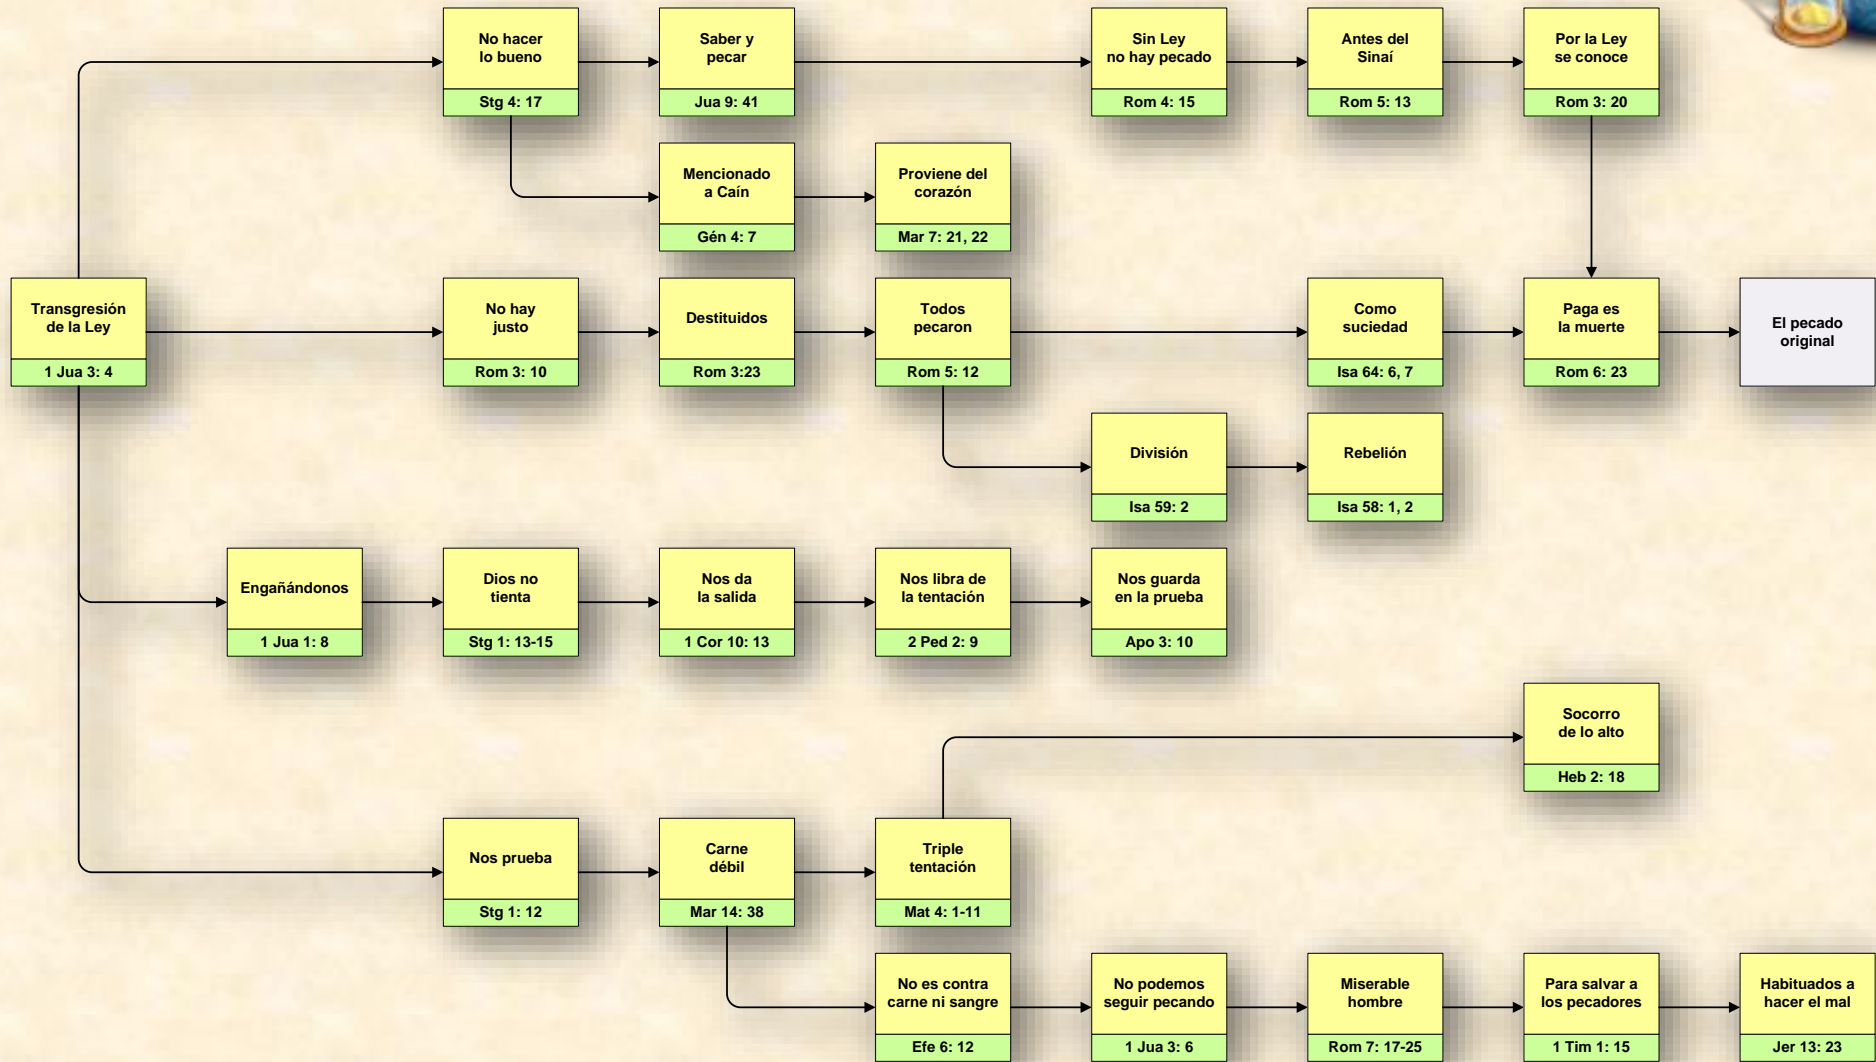 No hacer
lo bueno
Stg 4: 17
Saber y
pecar
Jua 9: 41
Sin Ley
no hay pecado
Rom 4: 15
Antes del
Sinaí
Rom 5: 13
Por la Ley
se conoce
Rom 3: 20
Mencionado
a Caín
Gén 4: 7
Proviene del
corazón
Mar 7: 21, 22
Transgresión
de la Ley
1 Jua 3: 4
No hay
justo
Rom 3: 10
Destituidos
Rom 3:23
Todos
pecaron
Rom 5: 12
Como
suciedad
Isa 64: 6, 7
Paga es
la muerte
Rom 6: 23
El pecado
original
División
Isa 59: 2
Rebelión
Isa 58: 1, 2
Engañándonos
1 Jua 1: 8
Dios no
tienta
Stg 1: 13-15
Nos da
la salida
1 Cor 10: 13
Nos libra de
la tentación
2 Ped 2: 9
Nos guarda
en la prueba
Apo 3: 10
Socorro
de lo alto
Heb 2: 18
Nos prueba
Stg 1: 12
Carne
débil
Mar 14: 38
Triple
tentación
Mat 4: 1-11
No es contra
carne ni sangre
Efe 6: 12
No podemos
seguir pecando
1 Jua 3: 6
Miserable
hombre
Rom 7: 17-25
Para salvar a
los pecadores
1 Tim 1: 15
Habituados a
hacer el mal
Jer 13: 23